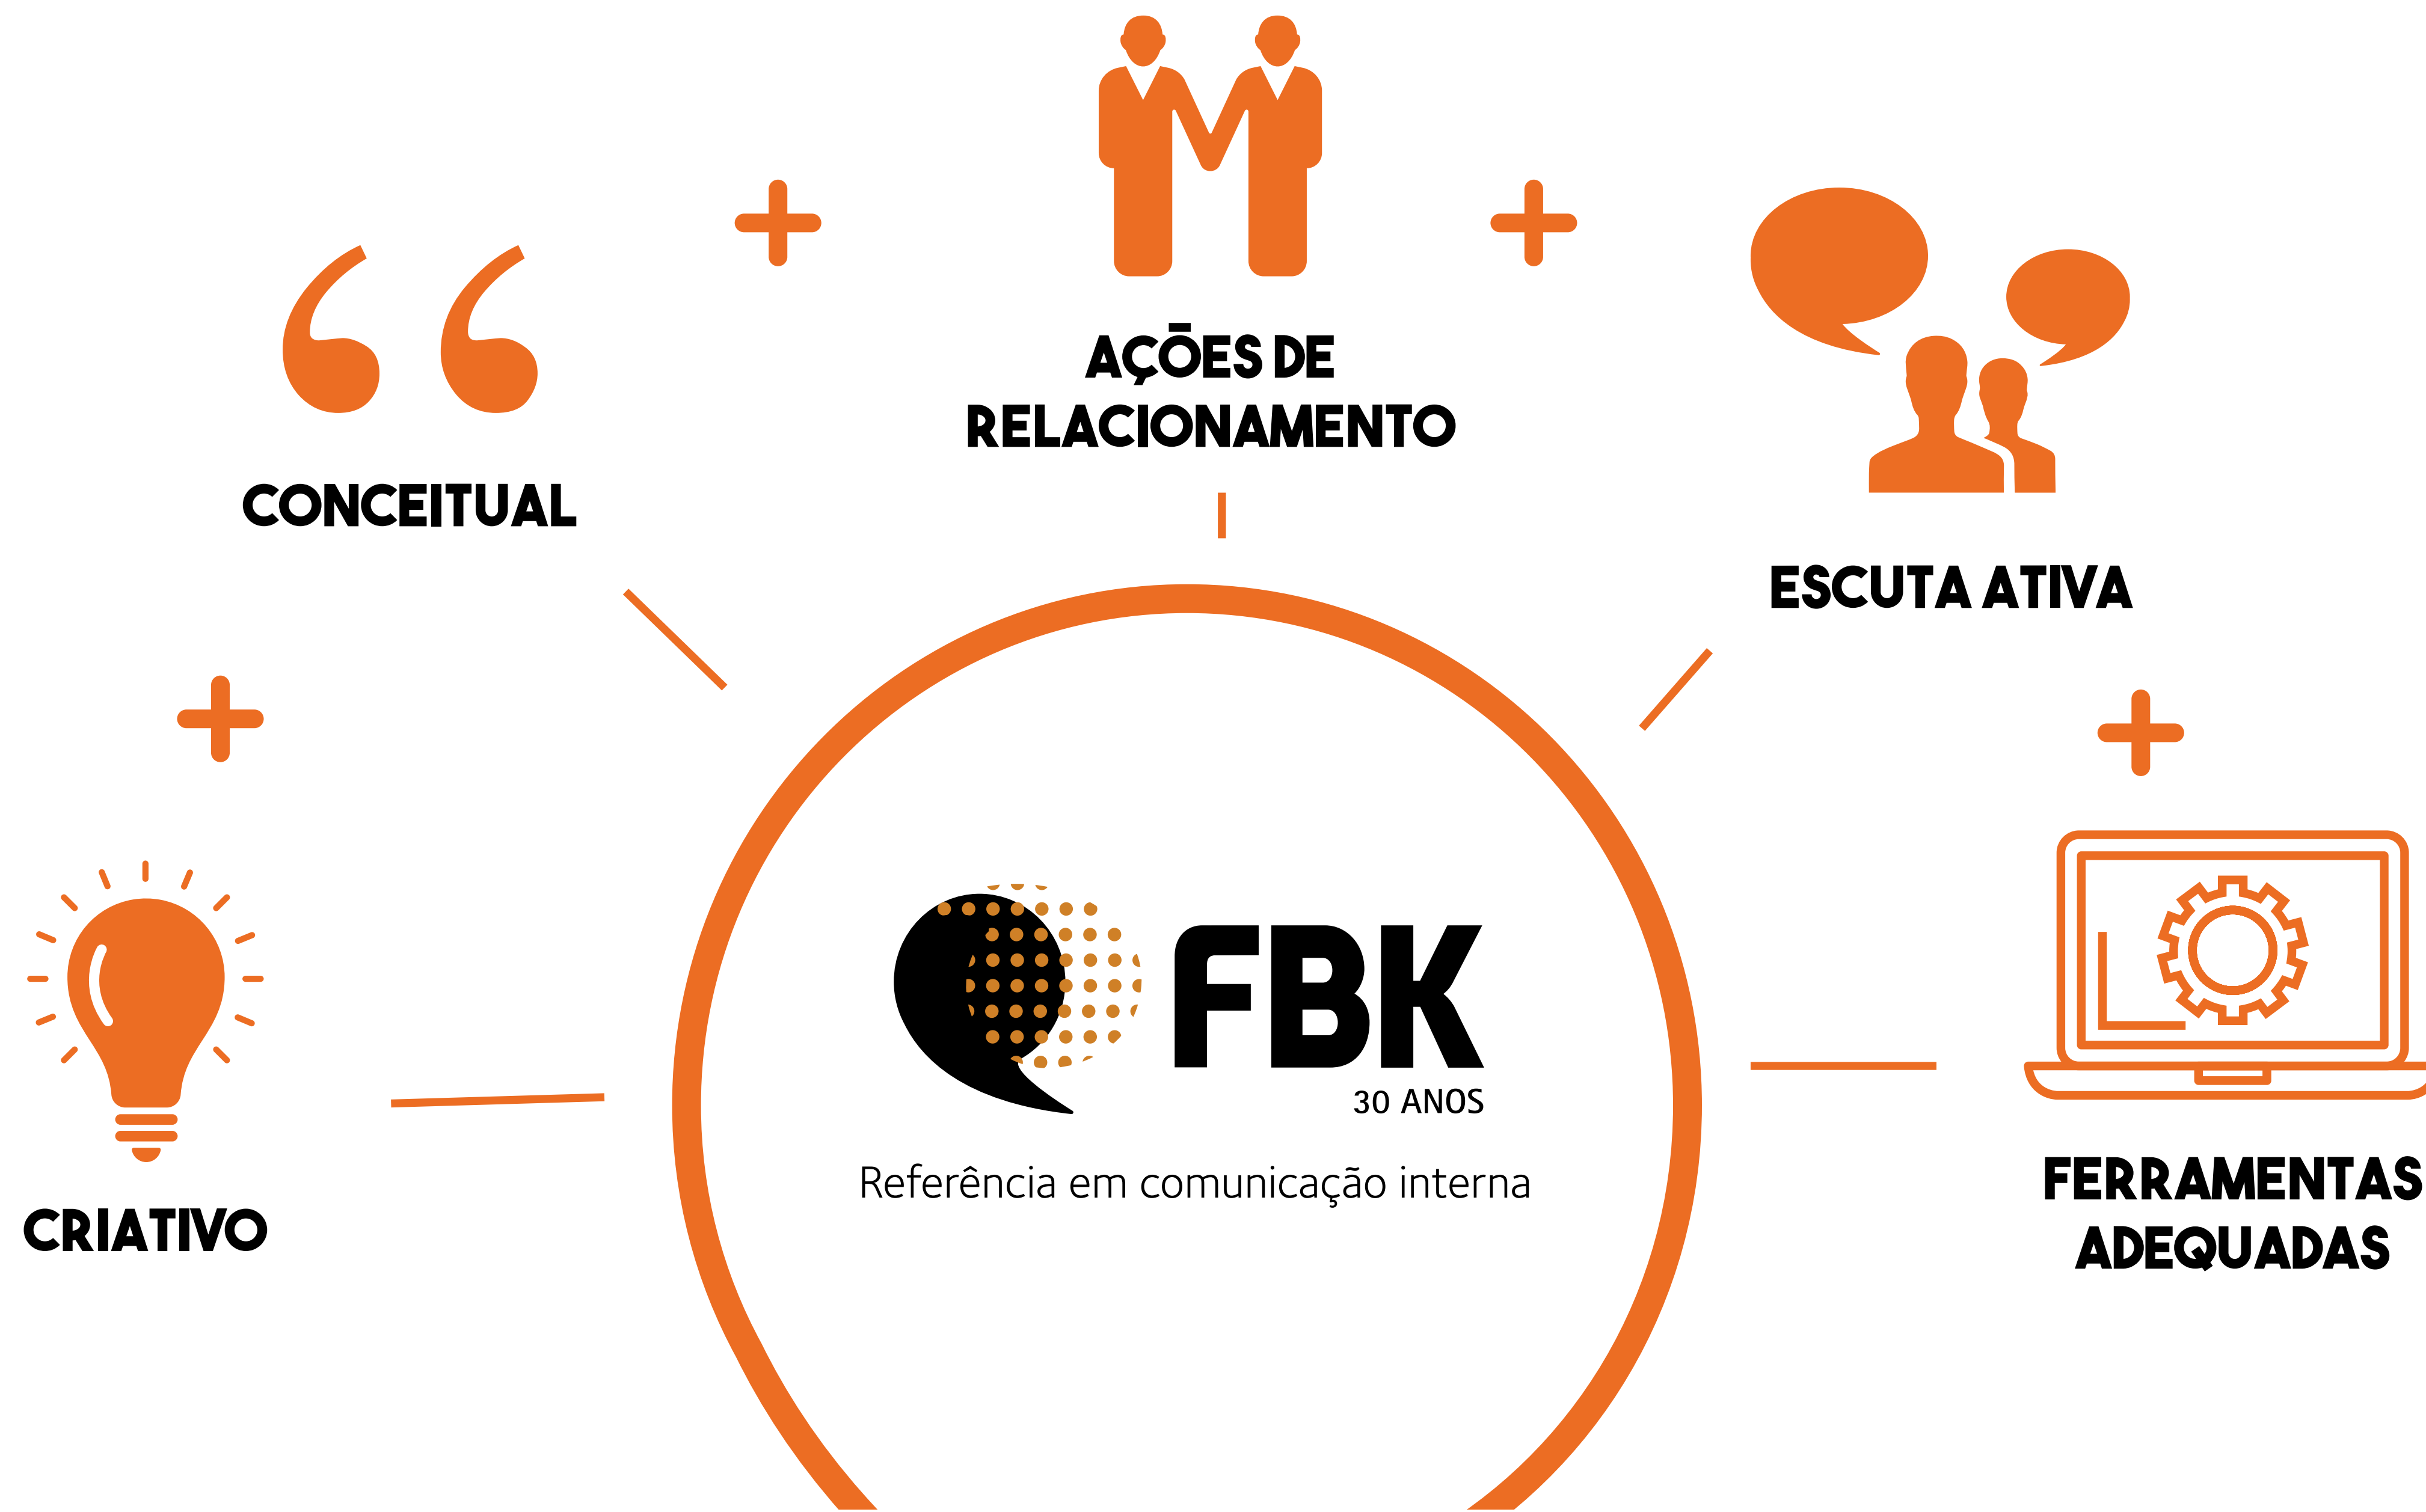 AÇÕES DE
RELACIONAMENTO
CONCEITUAL
ESCUTA ATIVA
CRIATIVO
FBK
30 ANOS
Referência em comunicação interna
FERRAMENTAS
ADEQUADAS